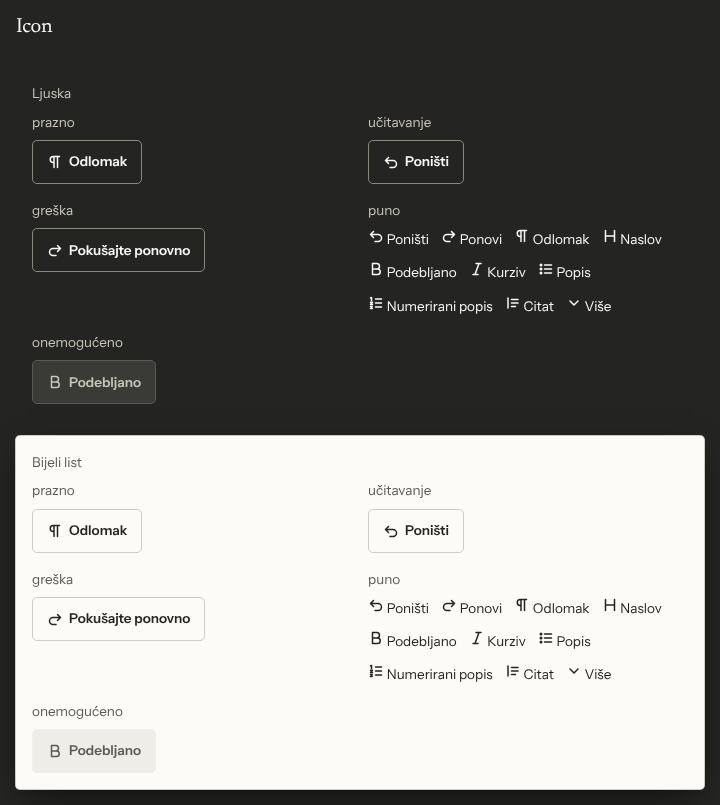 Icon
Ljuska
prazno
učitavanje
Odlomak
Poništi
greška
puno
Pokušajte ponovno
Poništi Ponovi Odlomak Naslov
Podebljano Kurziv Popis
Numerirani popis Citat Više
onemogućeno
Podebljano
Bijeli list
prazno
učitavanje
Odlomak
Poništi
greška
puno
Pokušajte ponovno
Poništi Ponovi Odlomak Naslov
Podebljano Kurziv Popis
Numerirani popis Citat Više
onemogućeno
Podebljano